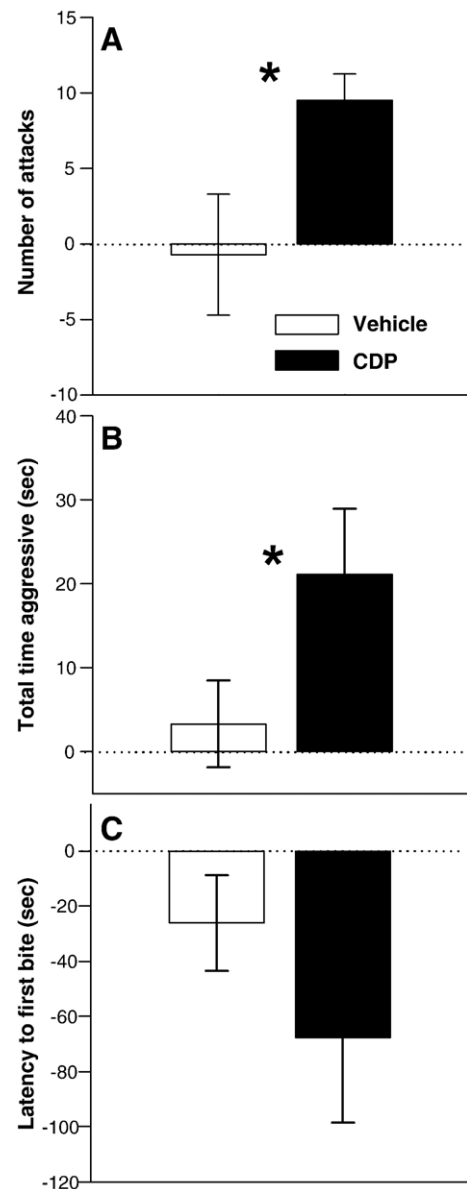 A
Number of attacks
15
10
5
0
-5
-10
*
Vehicle
CDP
B
Total time aggressive (sec)
40
30
20
10
0
*
C
Latency to first bite (sec)
0
-20
-40
-60
-80
-100
-120